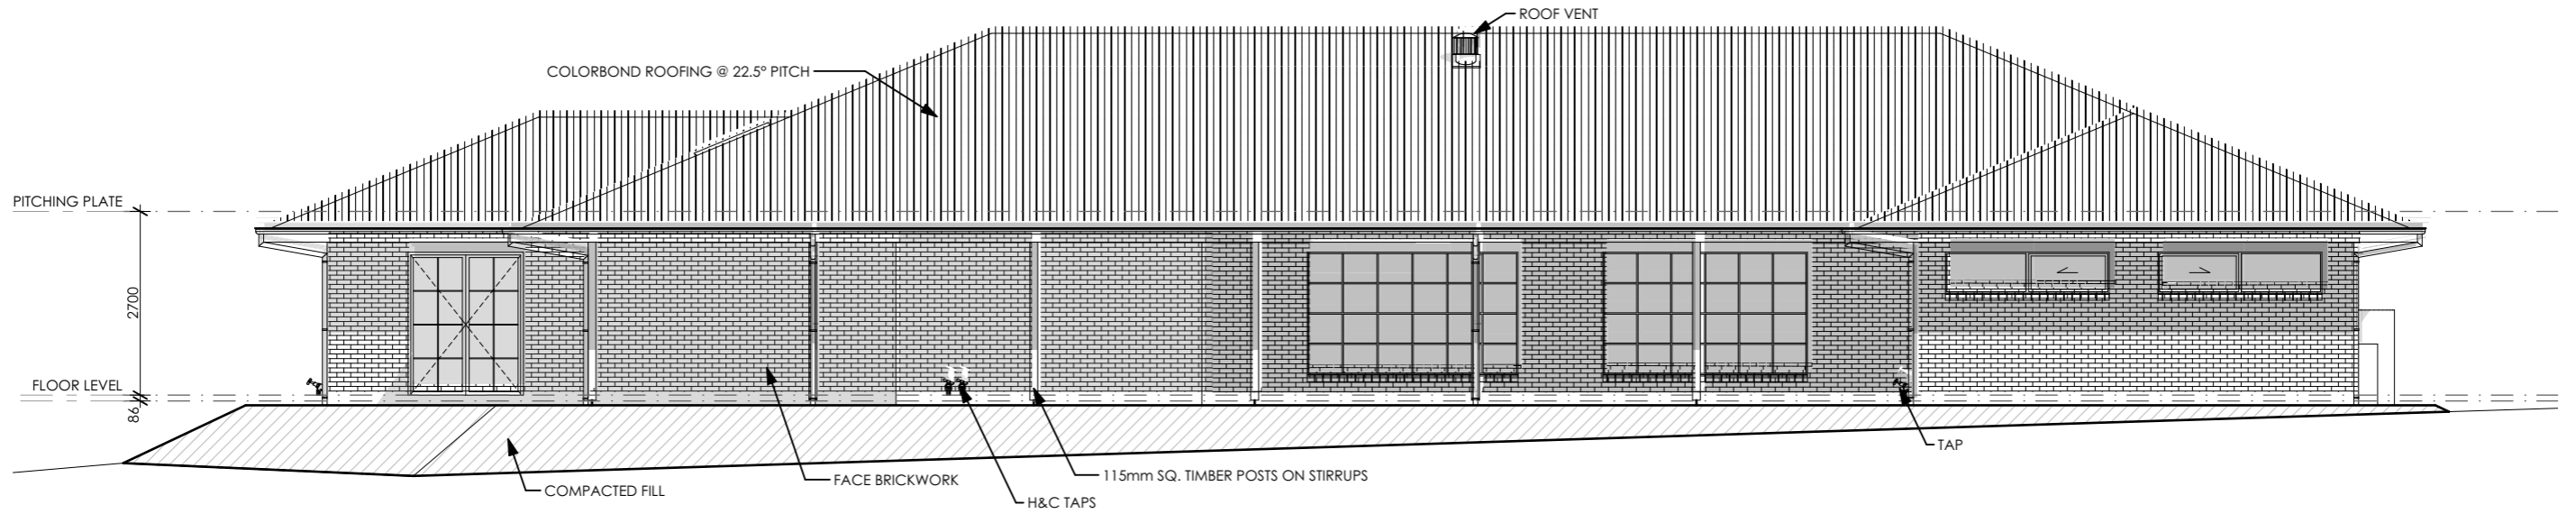 ROOF VENT
COLORBOND ROOFING @ 22.5° PITCH
PITCHING PLATE
2700
FLOOR LEVEL
86
TAP
115mm SQ. TIMBER POSTS ON STIRRUPS
FACE BRICKWORK
COMPACTED FILL
H&C TAPS